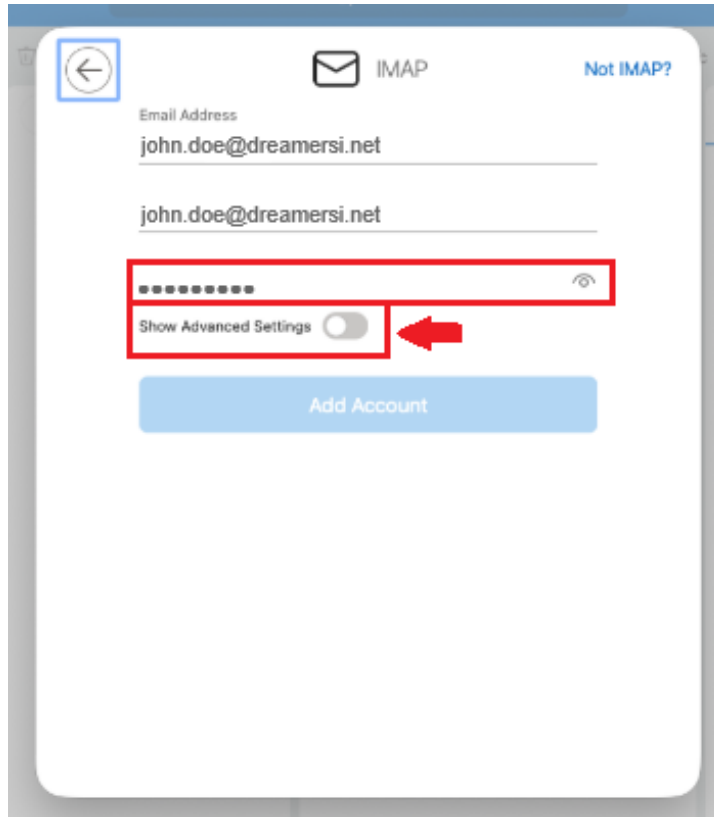 IMAP
Not IMAP?
Email Address
john.doe@dreamersi.net
john.doe@dreamersi.net
•••••••••
Show Advanced Settings
Add Account